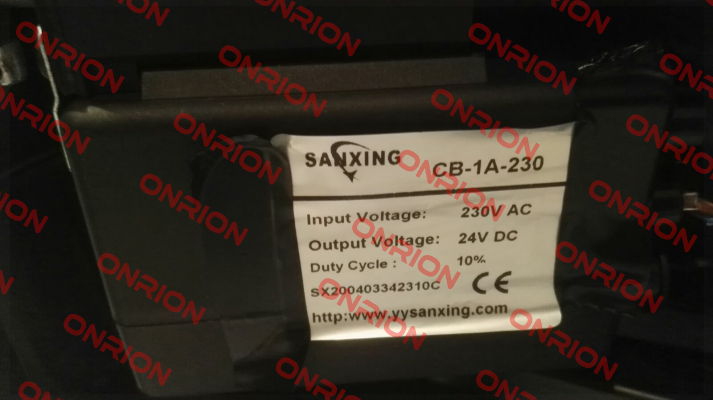 SANXING CB-1A-230
Input Voltage: 230V AC
Output Voltage: 24V DC
Duty Cycle : 10%
SX200403342310C CE
http:www.yysanxing.com
ONRION